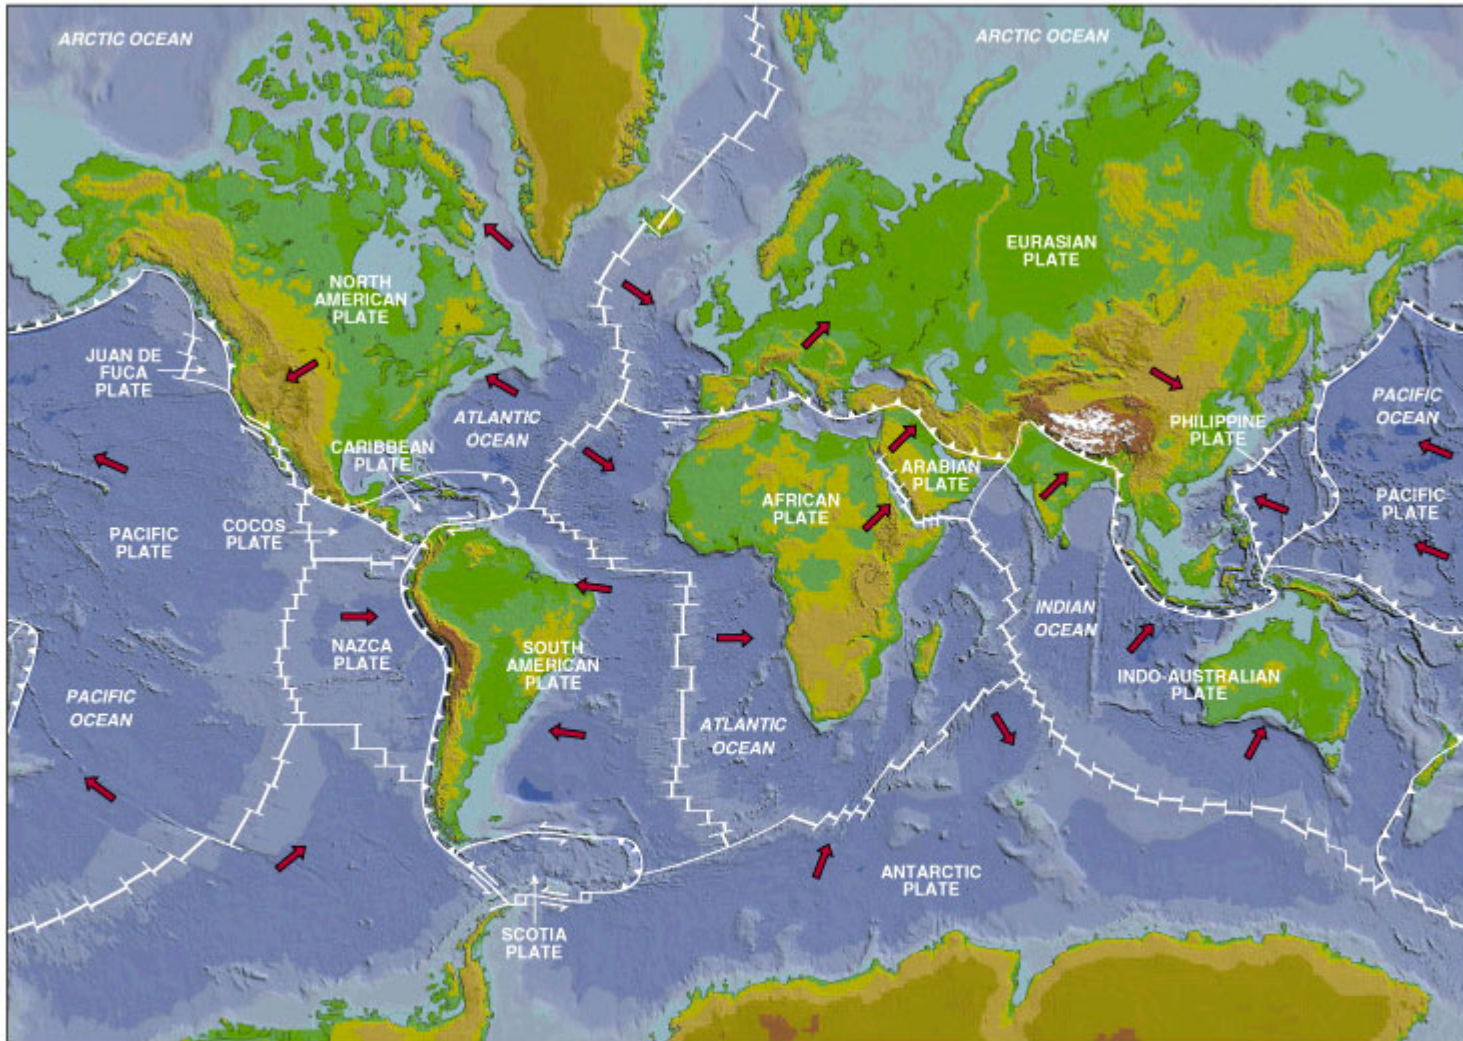 ARCTIC OCEAN
ARCTIC OCEAN
EURASIAN
PLATE
NORTH
AMERICAN
PLATE
JUAN DE
FUCA
PLATE
ATLANTIC
OCEAN
PACIFIC
OCEAN
PHILIPPINE
PLATE
CARIBBEAN
PLATE
ARABIAN
PLATE
AFRICAN
PLATE
PACIFIC
PLATE
COCOS
PLATE
PACIFIC
PLATE
INDIAN
OCEAN
NAZCA
PLATE
SOUTH
AMERICAN
PLATE
INDO-AUSTRALIAN
PLATE
PACIFIC
OCEAN
ATLANTIC
OCEAN
ANTARCTIC
PLATE
SCOTIA
PLATE